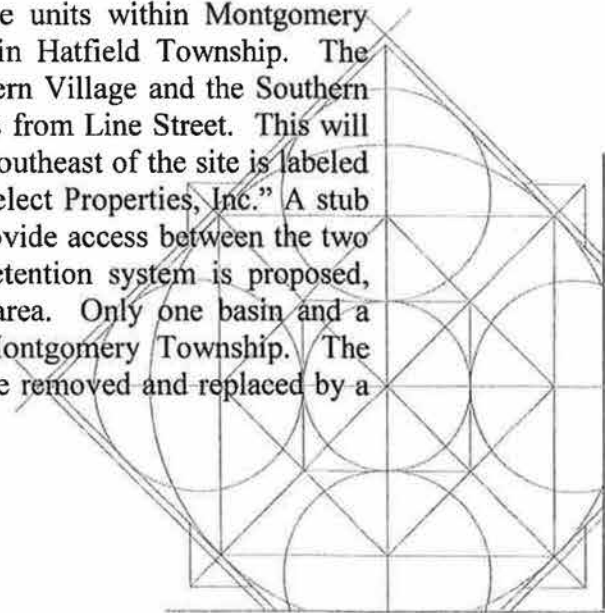 e units within Montgomery
in Hatfield Township. The
ern Village and the Southern
s from Line Street. This will
outheast of the site is labeled
elect Properties, Inc.” A stub
ovide access between the two
etention system is proposed,
area. Only one basin and a
Montgomery Township. The
e removed and replaced by a